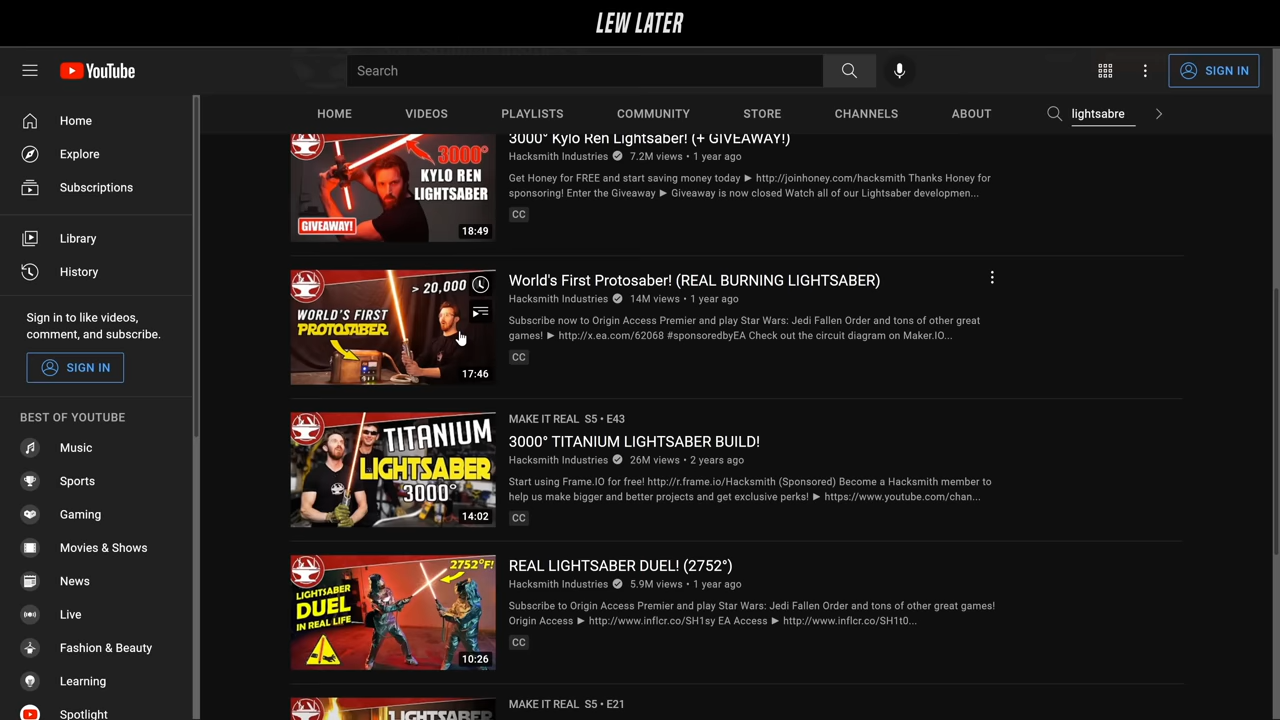 LEW LATER
YouTube
Search
SIGN IN
HOME
VIDEOS
PLAYLISTS
COMMUNITY
STORE
CHANNELS
ABOUT
lightsabre
Home
Explore
Subscriptions
Library
History
Sign in to like videos,
comment, and subscribe.
SIGN IN
BEST OF YOUTUBE
Music
Sports
Gaming
Movies & Shows
News
Live
Fashion & Beauty
Learning
Spotlight
3000°
KYLO REN
LIGHTSABER
GIVEAWAY!
18:49
3000° Kylo Ren Lightsaber! (+ GIVEAWAY!)
Hacksmith Industries 7.2M views • 1 year ago
Get Honey for FREE and start saving money today ► http://joinhoney.com/hacksmith Thanks Honey for
sponsoring! Enter the Giveaway ► Giveaway is now closed Watch all of our Lightsaber developmen...
CC
> 20,000
WORLD'S FIRST
PROTOSABER
17:46
World's First Protosaber! (REAL BURNING LIGHTSABER)
Hacksmith Industries 14M views • 1 year ago
Subscribe now to Origin Access Premier and play Star Wars: Jedi Fallen Order and tons of other great
games! ► http://x.ea.com/62068 #sponsoredbyEA Check out the circuit diagram on Maker.IO...
CC
TITANIUM
LIGHTSABER
3000°
14:02
MAKE IT REAL S5 • E43
3000° TITANIUM LIGHTSABER BUILD!
Hacksmith Industries 26M views • 2 years ago
Start using Frame.IO for free! http://r.frame.io/Hacksmith (Sponsored) Become a Hacksmith member to
help us make bigger and better projects and get exclusive perks! ► https://www.youtube.com/chan...
CC
2752°F!
LIGHTSABER
DUEL
IN REAL LIFE
10:26
REAL LIGHTSABER DUEL! (2752°)
Hacksmith Industries 5.9M views • 1 year ago
Subscribe to Origin Access Premier and play Star Wars: Jedi Fallen Order and tons of other great games!
Origin Access ► http://www.inflcr.co/SH1sy EA Access ► http://www.inflcr.co/SH1t0...
CC
LIGHTSABER
MAKE IT REAL S5 • E21